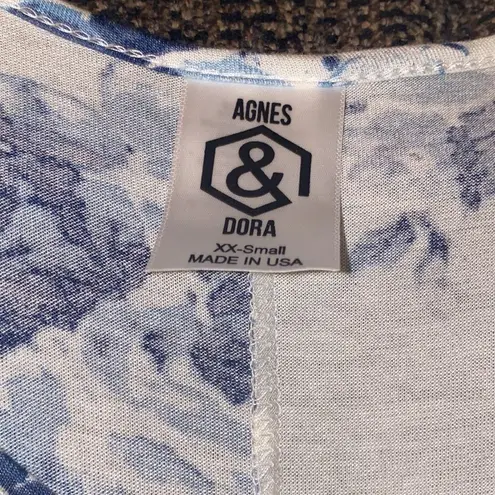 AGNES
&
DORA
XX-Small
MADE IN USA